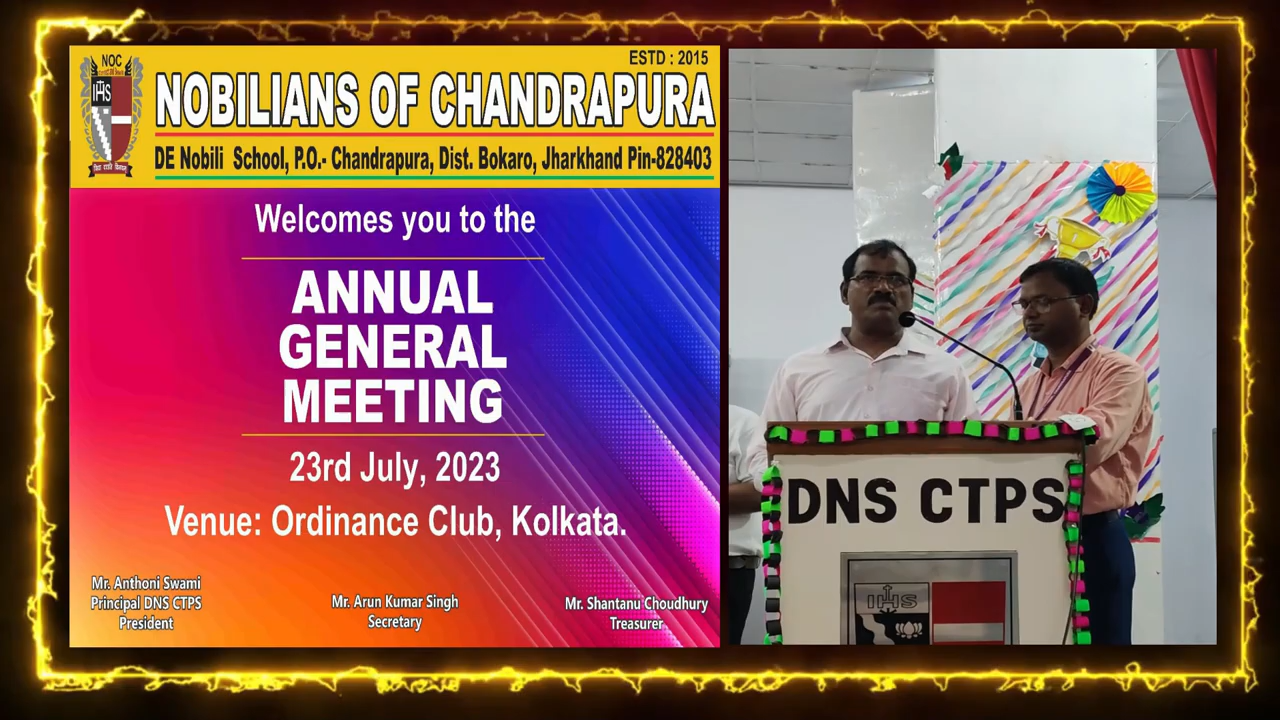 ESTD : 2015
NOC
IHS
NOBILIANS OF CHANDRAPURA
DE Nobili School, P.O.- Chandrapura, Dist. Bokaro, Jharkhand Pin-828403
Welcomes you to the
ANNUAL
GENERAL
MEETING
23rd July, 2023
Venue: Ordinance Club, Kolkata.
Mr. Anthoni Swami
Principal DNS CTPS
President
Mr. Arun Kumar Singh
Secretary
Mr. Shantanu Choudhury
Treasurer
DNS CTPS
IHS